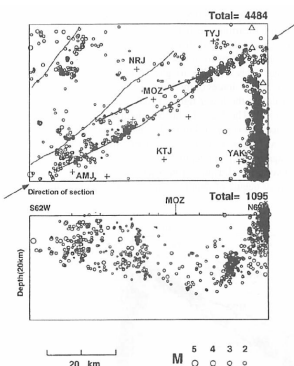 Total= 4484
TYJ
NRJ
MOZ
KTJ
YAK
AMJ
Direction of section
Total= 1095
S62W
MOZ
Depth(20km)
20 km
M
5 4 3 2